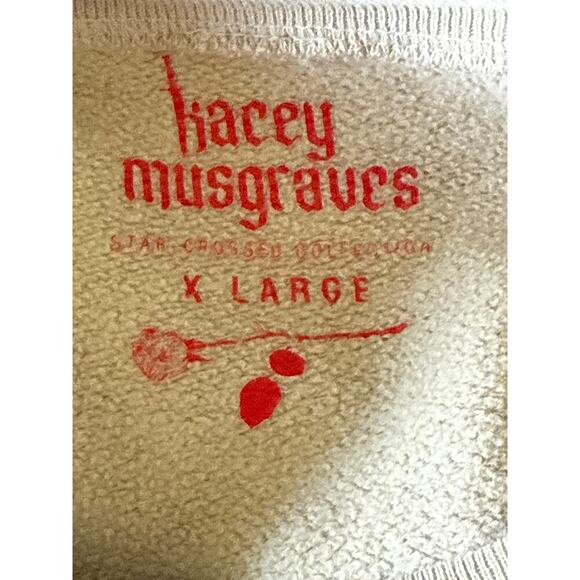 kacey
musgraves
STAR-CROSSED COLLECTION
X LARGE